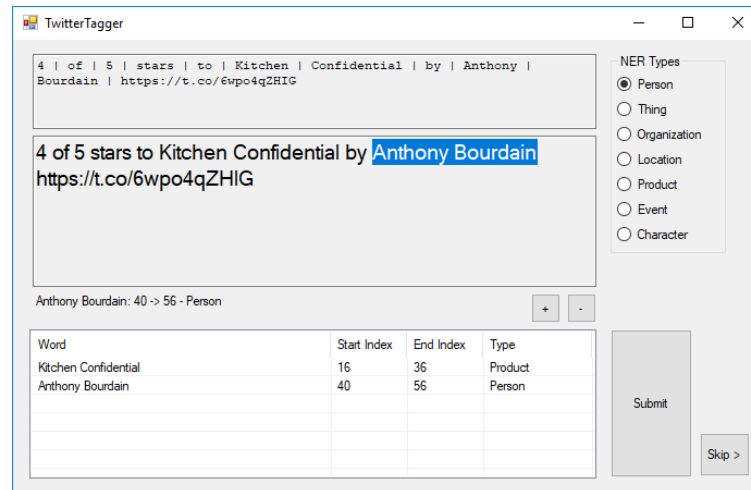 TwitterTagger
4 | of | 5 | stars | to | Kitchen | Confidential | by | Anthony |
Bourdain | https://t.co/6wpo4qZHIG
4 of 5 stars to Kitchen Confidential by Anthony Bourdain
https://t.co/6wpo4qZHIG
Anthony Bourdain: 40 -> 56 - Person
+ -
NER Types
Person
Thing
Organization
Location
Product
Event
Character
Word Start Index End Index Type
Kitchen Confidential 16 36 Product
Anthony Bourdain 40 56 Person
Submit
Skip >